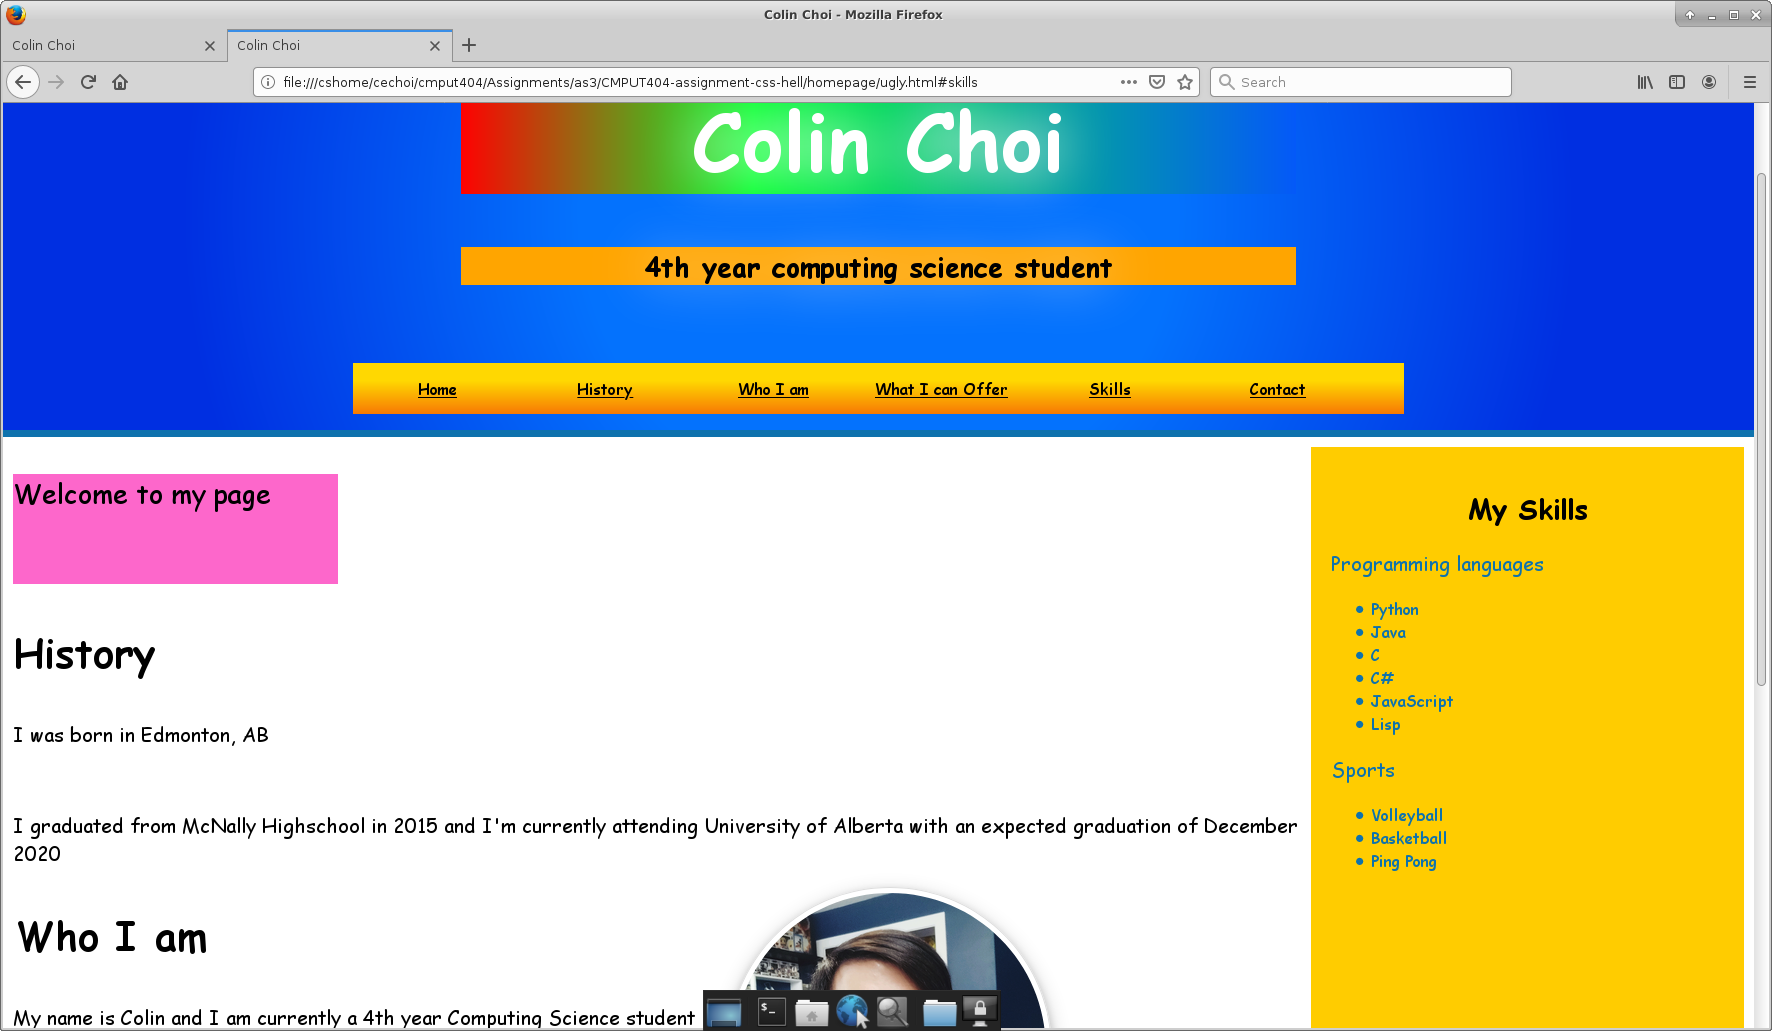 Colin Choi - Mozilla Firefox
Colin Choi
Colin Choi
file:///cshome/cechoi/cmput404/Assignments/as3/CMPUT404-assignment-css-hell/homepage/ugly.html#skills
Search
Colin Choi
4th year computing science student
Home History Who I am What I can Offer Skills Contact
Welcome to my page
History
I was born in Edmonton, AB
I graduated from McNally Highschool in 2015 and I'm currently attending University of Alberta with an expected graduation of December
2020
Who I am
My name is Colin and I am currently a 4th year Computing Science student
My Skills
Programming languages
Python
Java
C
C#
JavaScript
Lisp
Sports
Volleyball
Basketball
Ping Pong